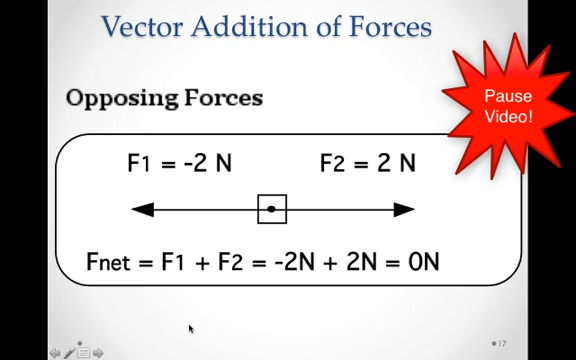 Vector Addition of Forces
Pause
Video!
Opposing Forces
F1 = -2 N
F2 = 2 N
Fnet = F1 + F2 = -2N + 2N = 0N
17